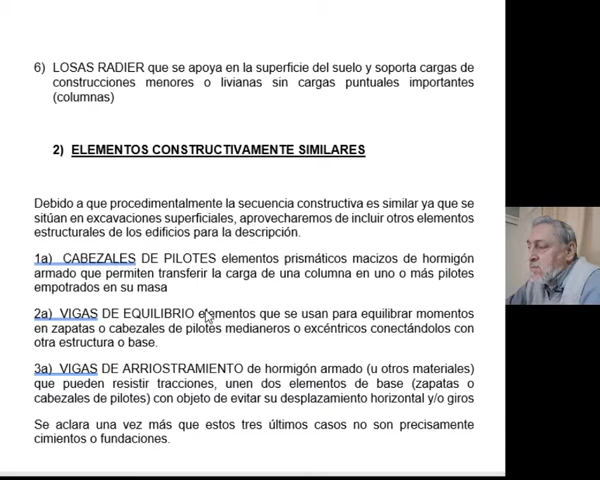 6) LOSAS RADIER que se apoya en la superficie del suelo y soporta cargas de
construcciones menores o livianas sin cargas puntuales importantes
(columnas)
2) ELEMENTOS CONSTRUCTIVAMENTE SIMILARES
Debido a que procedimentalmente la secuencia constructiva es similar ya que se
sitúan en excavaciones superficiales, aprovecharemos de incluir otros elementos
estructurales de los edificios para la descripción.
1a) CABEZALES DE PILOTES elementos prismáticos macizos de hormigón
armado que permiten transferir la carga de una columna en uno o más pilotes
empotrados en su masa
2a) VIGAS DE EQUILIBRIO elementos que se usan para equilibrar momentos
en zapatas o cabezales de pilotes medianeros o excéntricos conectándolos con
otra estructura o base.
3a) VIGAS DE ARRIOSTRAMIENTO de hormigón armado (u otros materiales)
que pueden resistir tracciones, unen dos elementos de base (zapatas o
cabezales de pilotes) con objeto de evitar su desplazamiento horizontal y/o giros
Se aclara una vez más que estos tres últimos casos no son precisamente
cimientos o fundaciones.